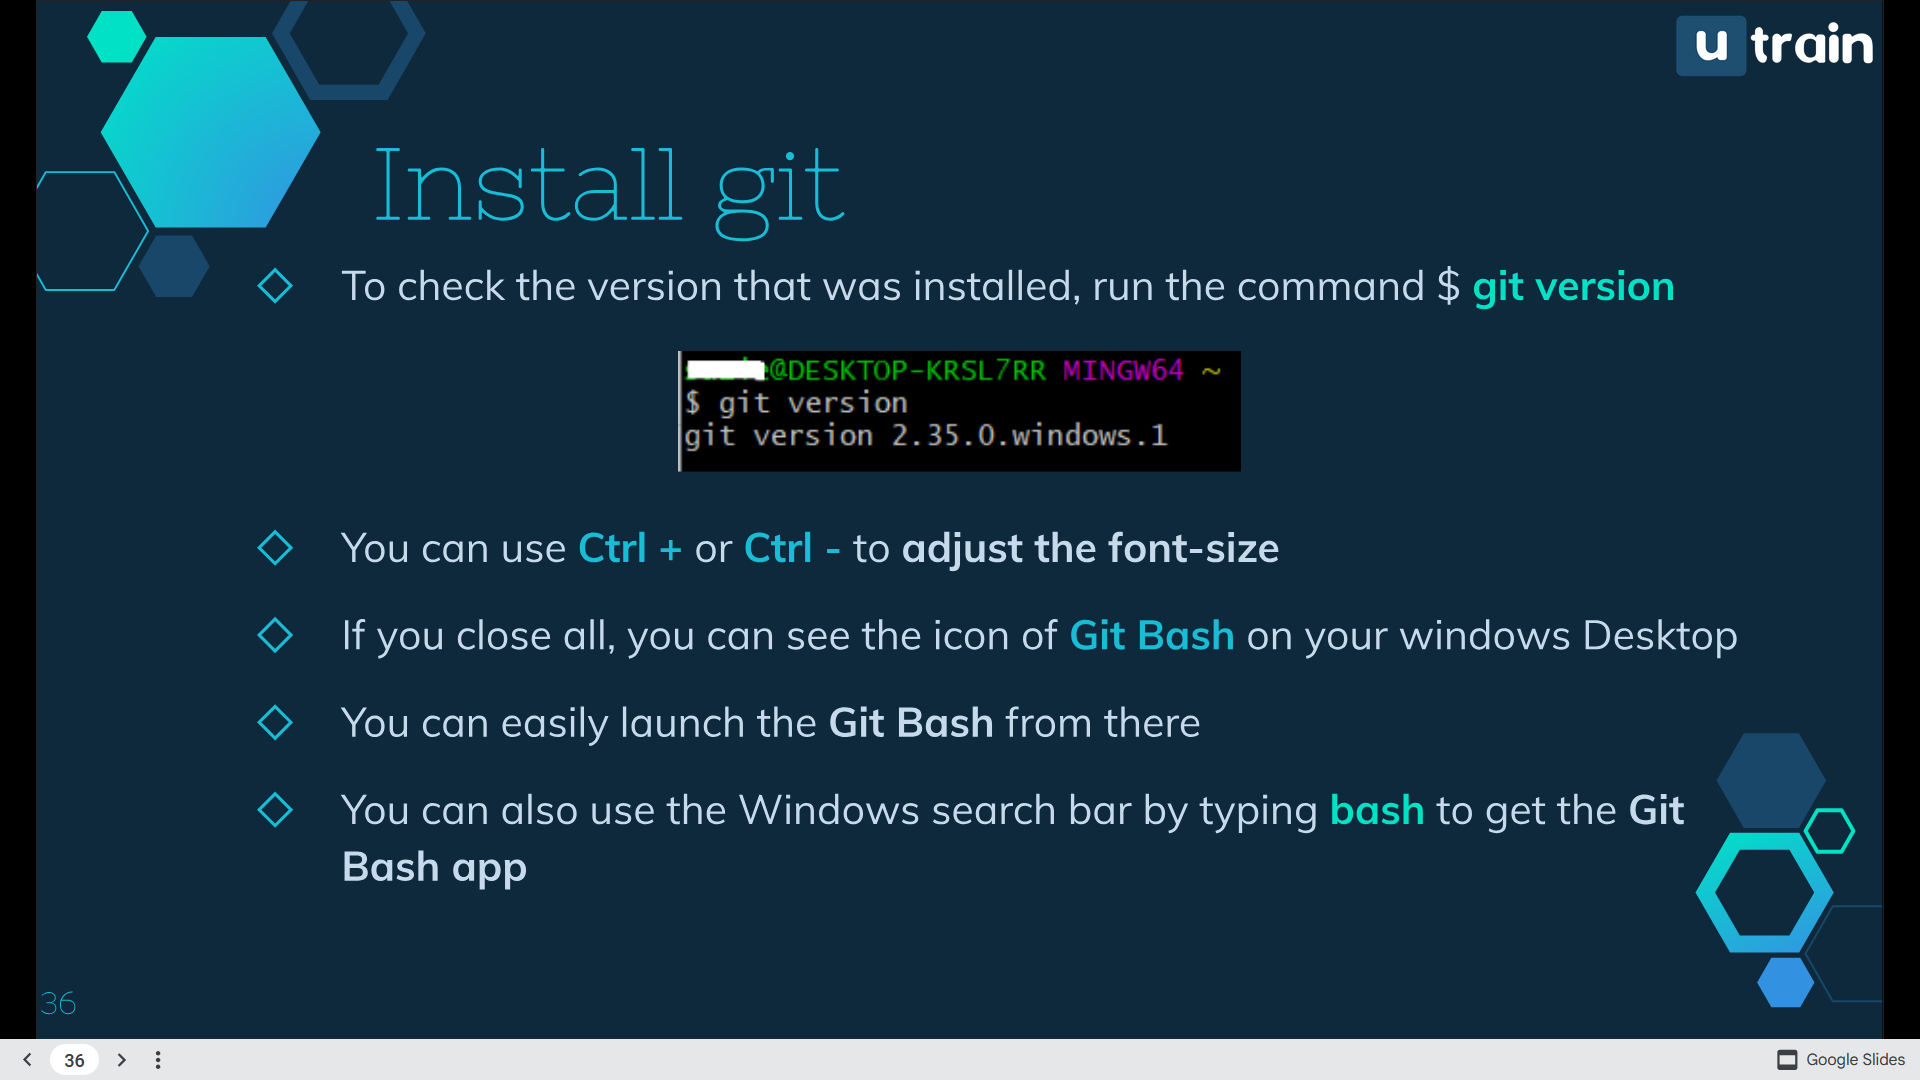 u train
Install git
To check the version that was installed, run the command $ git version
@DESKTOP-KRSL7RR MINGW64 ~
$ git version
git version 2.35.0.windows.1
You can use Ctrl + or Ctrl - to adjust the font-size
If you close all, you can see the icon of Git Bash on your windows Desktop
You can easily launch the Git Bash from there
You can also use the Windows search bar by typing bash to get the Git
Bash app
36
36
Google Slides